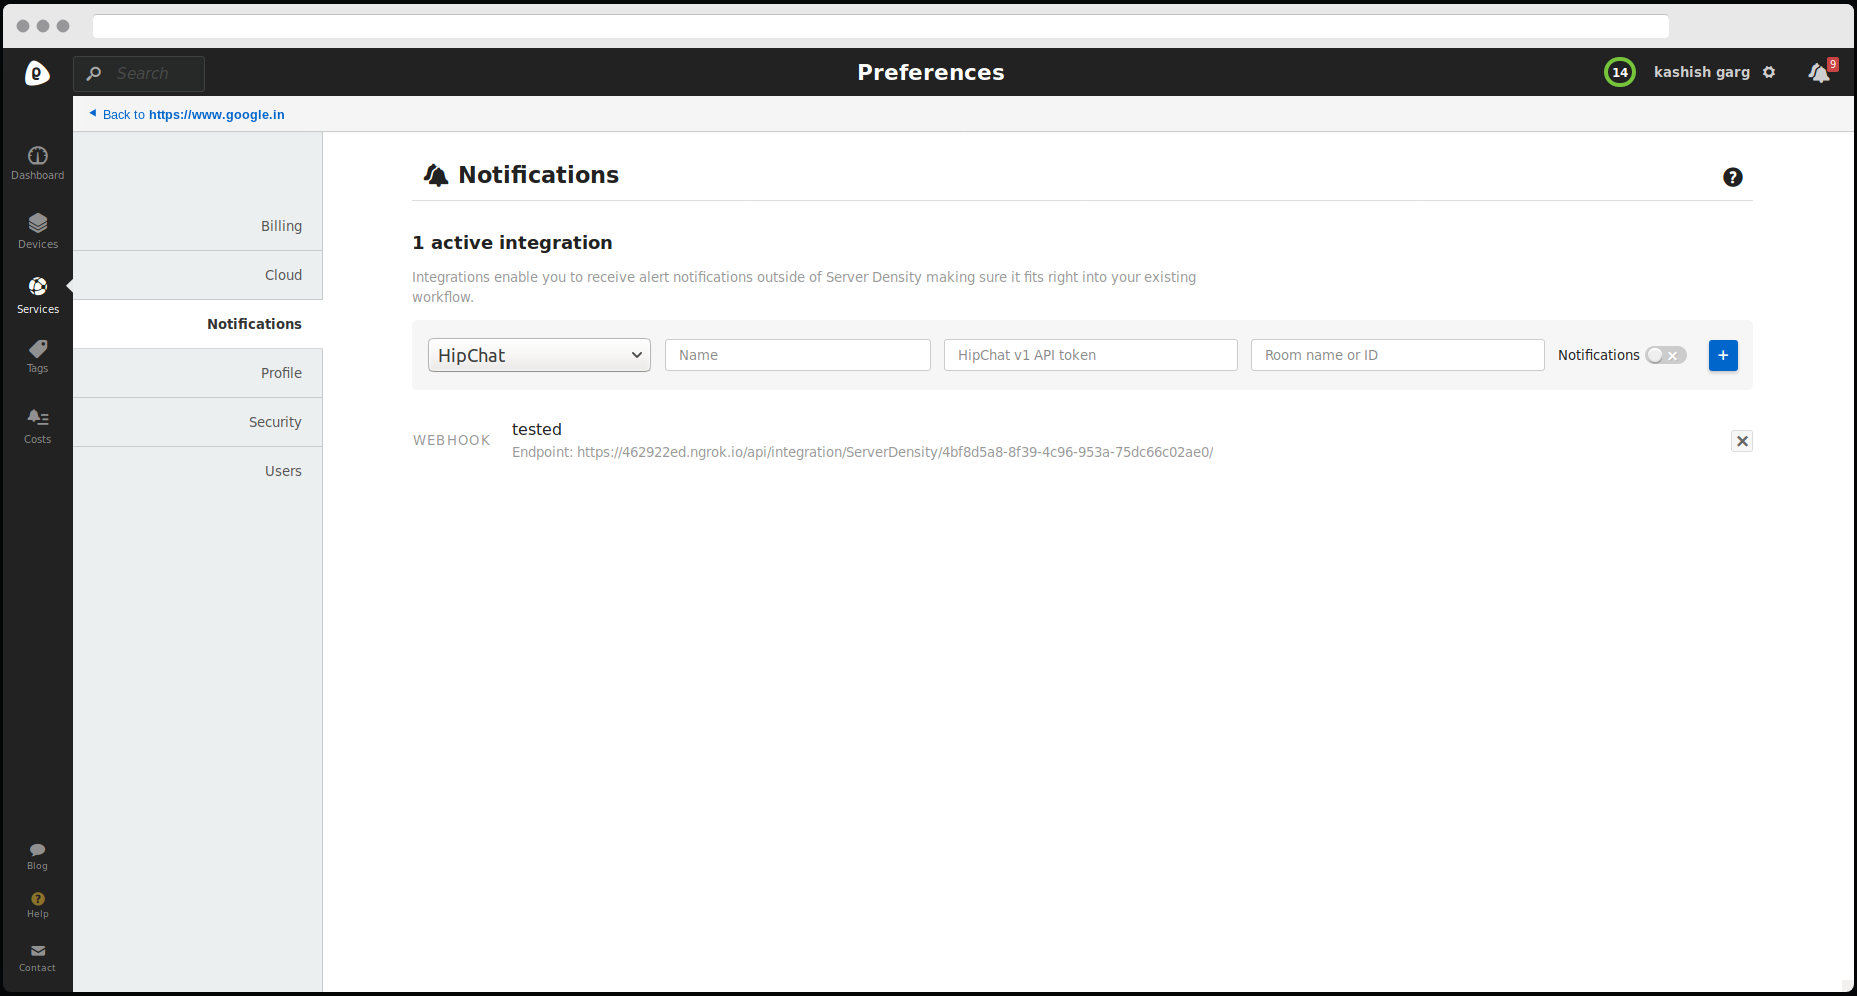 Search
Preferences
14
kashish garg
9
Back to https://www.google.in
Dashboard
Devices
Services
Tags
Costs
Blog
Help
Contact
Billing
Cloud
Notifications
Profile
Security
Users
Notifications
?
1 active integration
Integrations enable you to receive alert notifications outside of Server Density making sure it fits right into your existing
workflow.
HipChat
Name
HipChat v1 API token
Room name or ID
Notifications
+
WEBHOOK
tested
Endpoint: https://462922ed.ngrok.io/api/integration/ServerDensity/4bf8d5a8-8f39-4c96-953a-75dc66c02ae0/